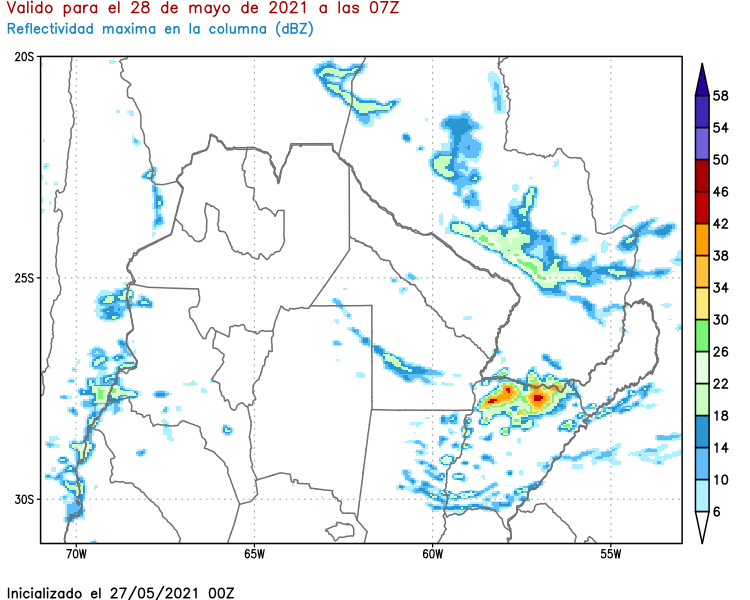 Valido para el 28 de mayo de 2021 a las 07Z
Reflectividad maxima en la columna (dBZ)
20S
25S
30S
70W
65W
60W
55W
58
54
50
46
42
38
34
30
26
22
18
14
10
6
Inicializado el 27/05/2021 00Z